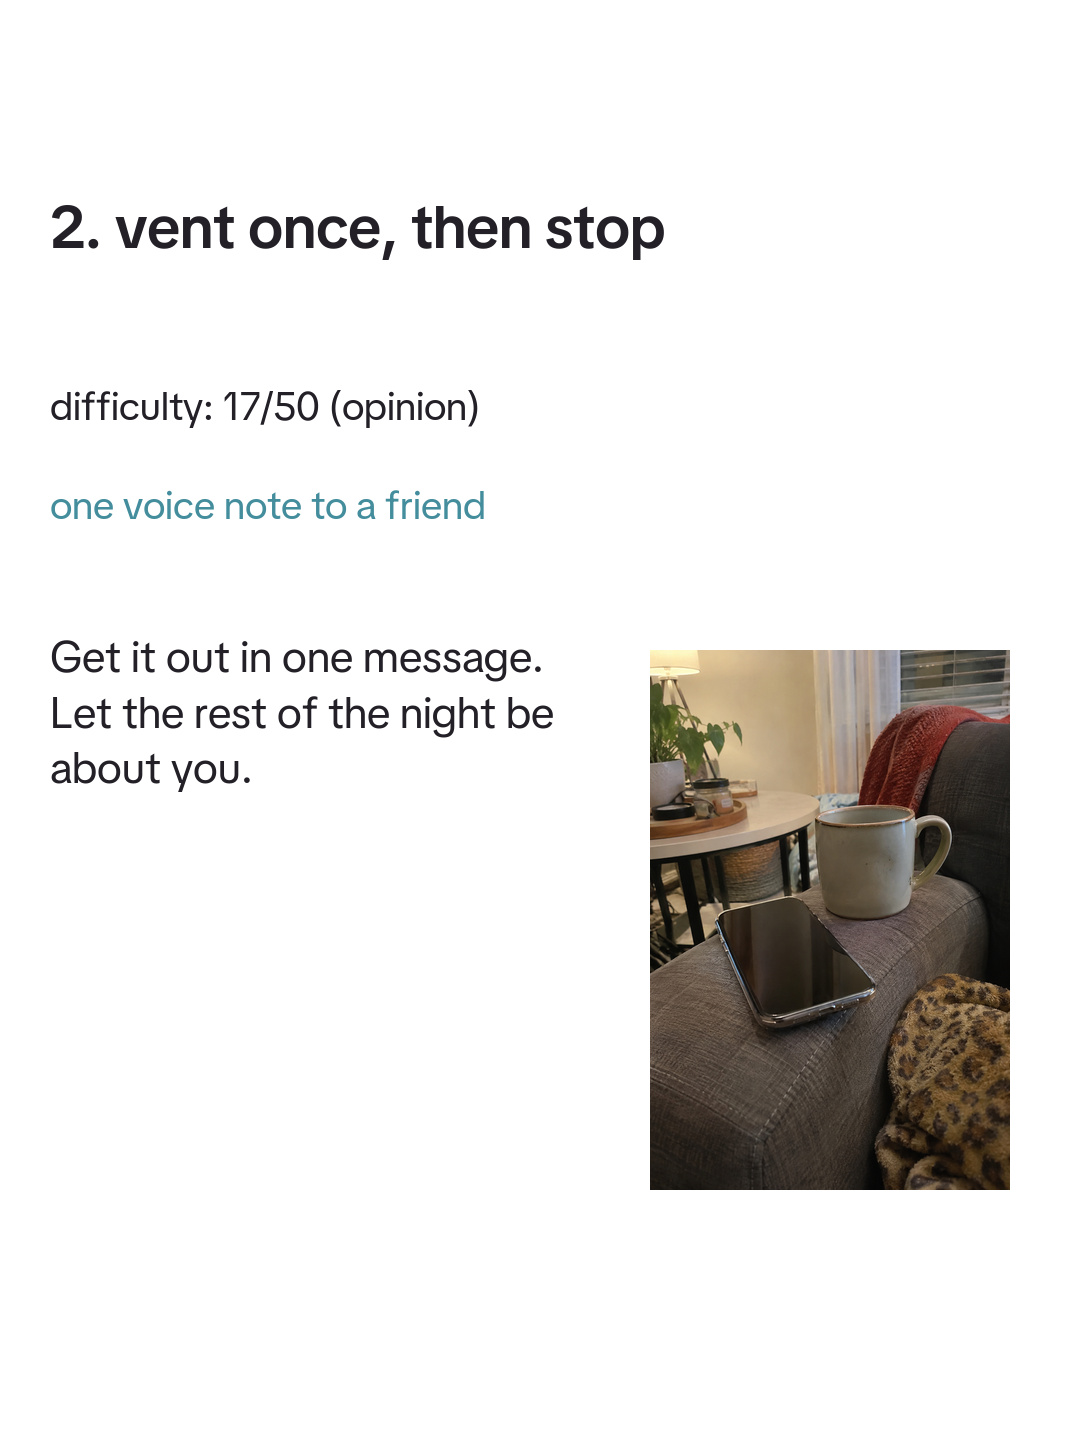 2. vent once, then stop
difficulty: 17/50 (opinion)
one voice note to a friend
Get it out in one message.
Let the rest of the night be
about you.